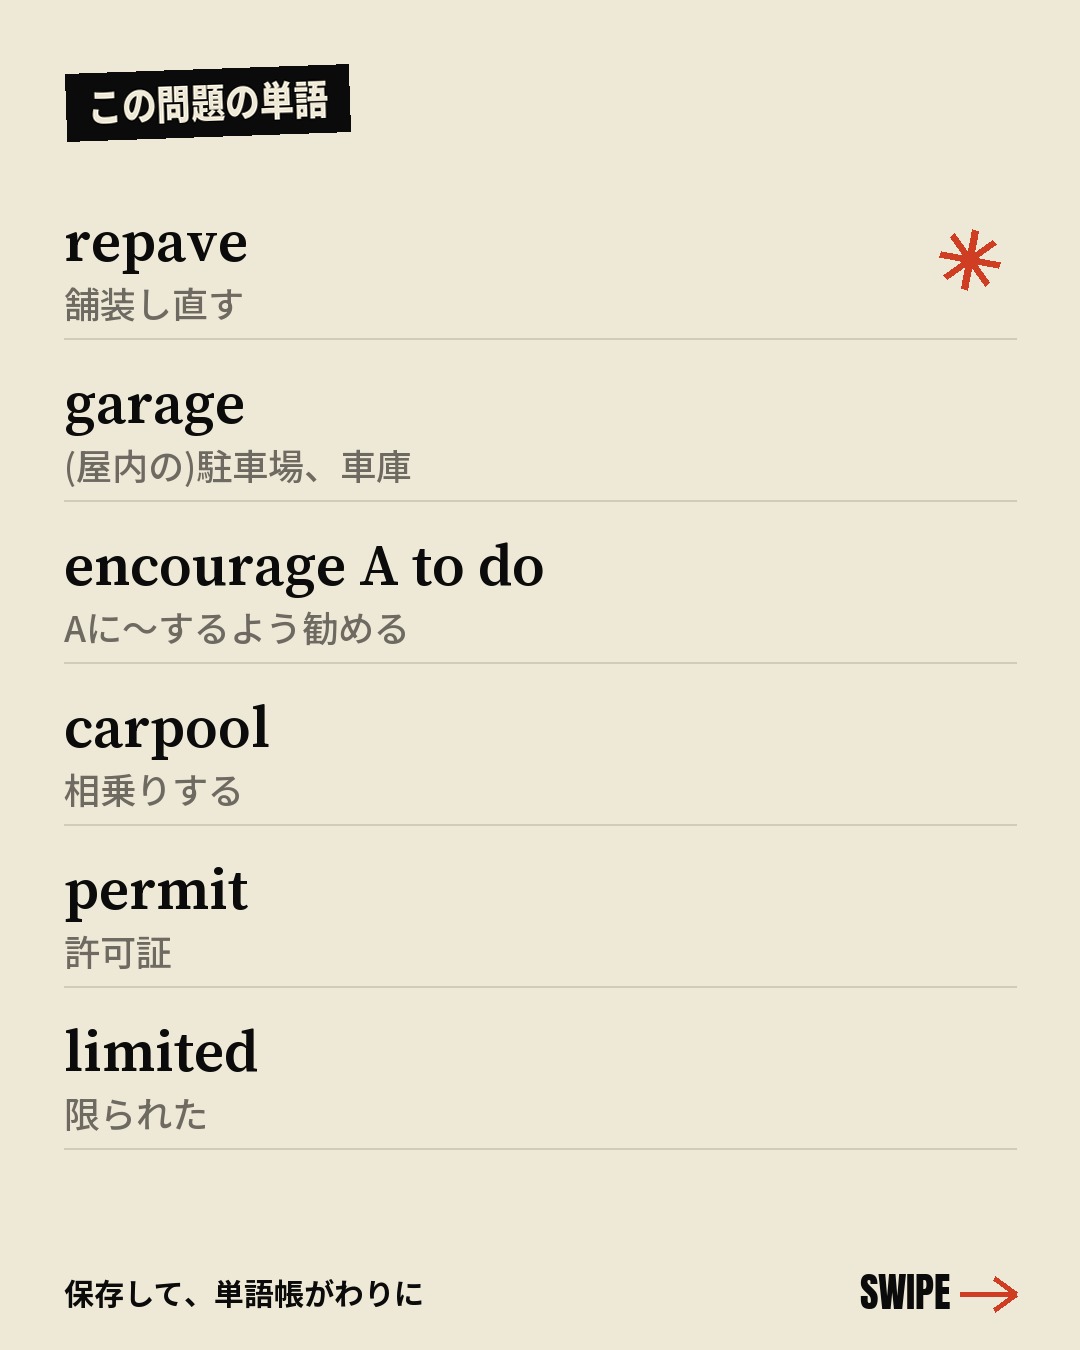 この問題の単語
repave
舗装し直す
garage
(屋内の)駐車場、車庫
encourage A to do
Aに〜するよう勧める
carpool
相乗りする
permit
許可証
limited
限られた
保存して、単語帳がわりに
SWIPE